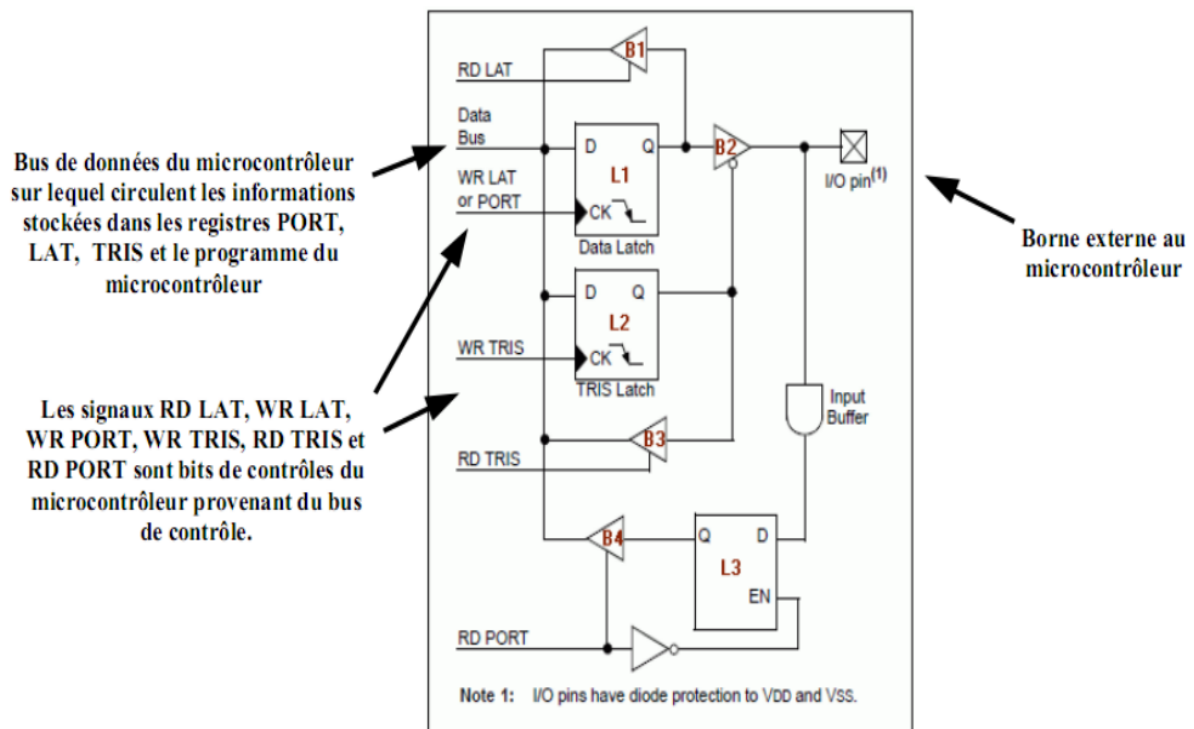 Bus de données du microcontrôleur
sur lequel circulent les informations
stockées dans les registres PORT,
LAT, TRIS et le programme du
microcontrôleur
Les signaux RD LAT, WR LAT,
WR PORT, WR TRIS, RD TRIS et
RD PORT sont bits de contrôles du
microcontrôleur provenant du bus
de contrôle.
B1
RD LAT
Data
Bus
D Q
B2
I/O pin(1)
L1
WR LAT
or PORT
CK
Data Latch
D Q
L2
WR TRIS
CK
TRIS Latch
Input
Buffer
B3
RD TRIS
B4
Q D
L3
EN
RD PORT
Note 1: I/O pins have diode protection to VDD and VSS.
Borne externe au
microcontrôleur